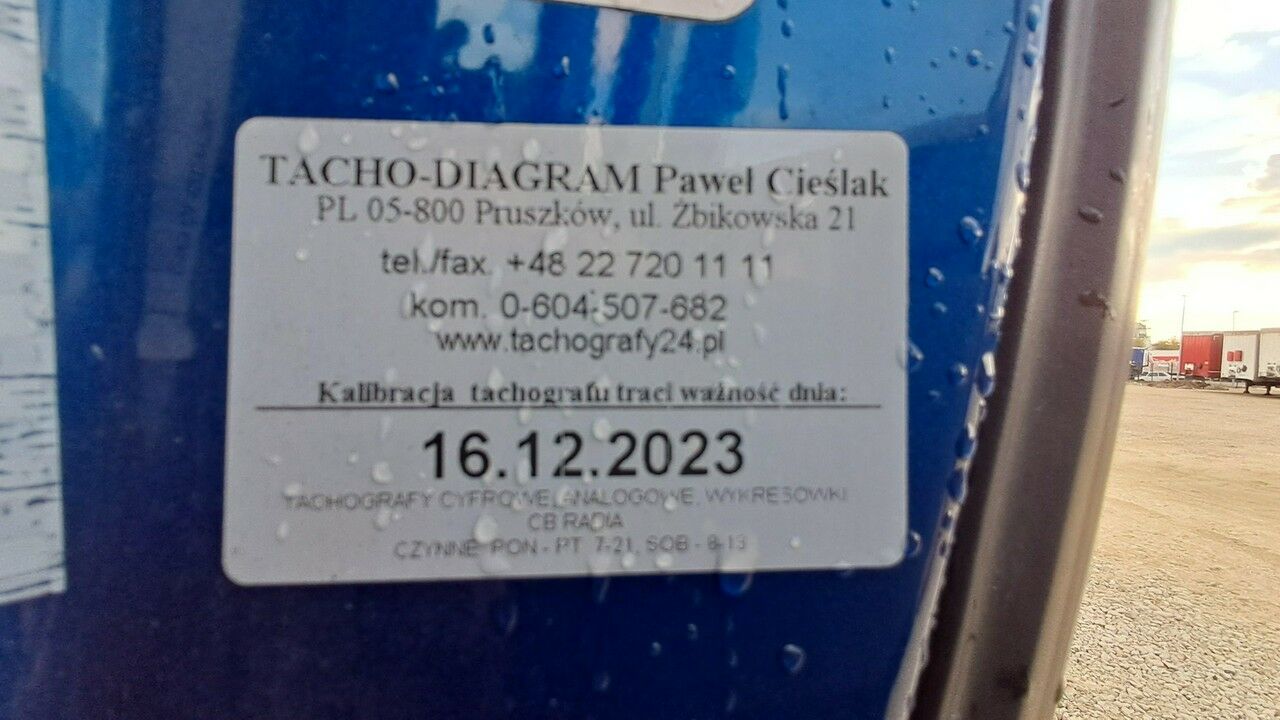 TACHO-DIAGRAM Paweł Cieślak
PL 05-800 Pruszków, ul. Żbikowska 21
tel./fax. +48 22 720 11 11
kom. 0-604-507-682
www.tachografy24.pl
Kalibracja tachografu traci ważność dnia:
16.12.2023
TACHOGRAFY CYFROWE, ANALOGOWE, WYKRESÓWKI
CB RADIA
CZYNNE: PON - PT 7-21, SOB - 8-13